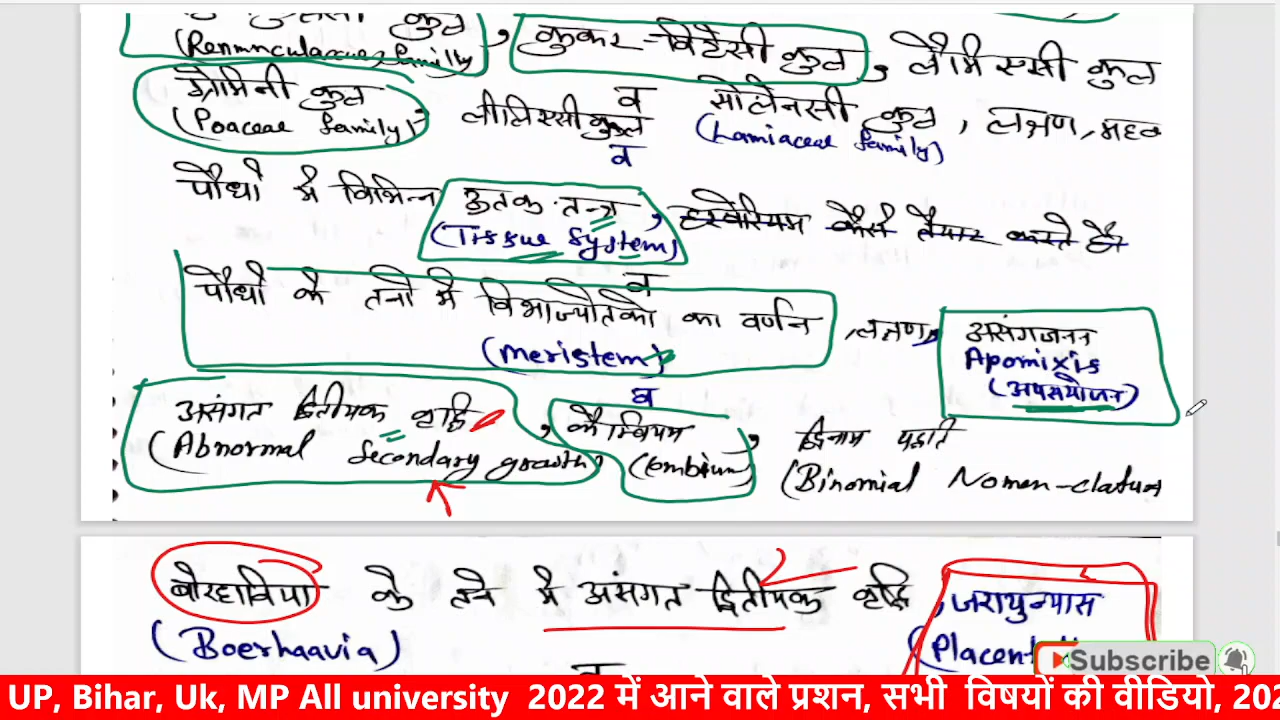 कुल
(Renunculaceae family), कुकर-बिटेसी कुल, लैमिएसी कुल
ग्रेमिनी कुल व
(Poaceae family), लीलिएसी कुल सोलेनसी कुल, लक्षण, महत्व
(Lamiaceae family)
व
पौधों में विभिन्न ऊतक तन्त्र, हरबेरियम कैसे तैयार करते है।
(Tissue System)
व
पौधों के तनों में विभाज्योतिको का वर्णन, लक्षण, असंगजनन
(meristem) Apomixis
(अपसंयोजन)
व
असंगत द्वितीयक वृद्धि, कैम्बियम, द्विनाम पद्धति
(Abnormal Secondary growth) (Cambium) (Binomial Nomen-clature
बोरहाविया के तने में असंगत द्वितीयक वृद्धि, जरायुन्यास
(Boerhaavia) (Placent
व
Subscribe
UP, Bihar, Uk, MP All university 2022 में आने वाले प्रशन, सभी विषयों की वीडियो, 202